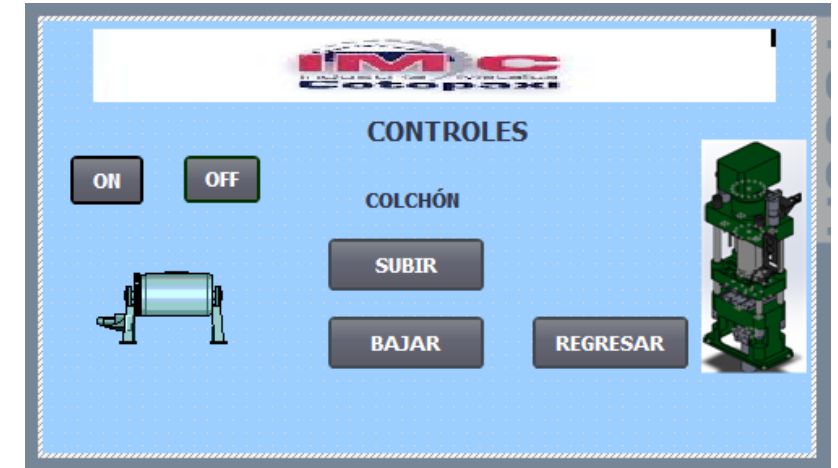 IMC
Cotopaxi
CONTROLES
ON
OFF
COLCHÓN
SUBIR
BAJAR
REGRESAR